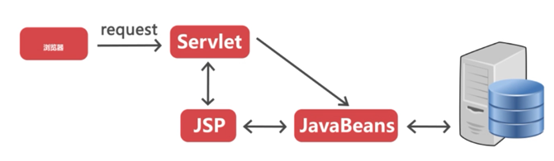 浏览器
request
Servlet
JSP
JavaBeans